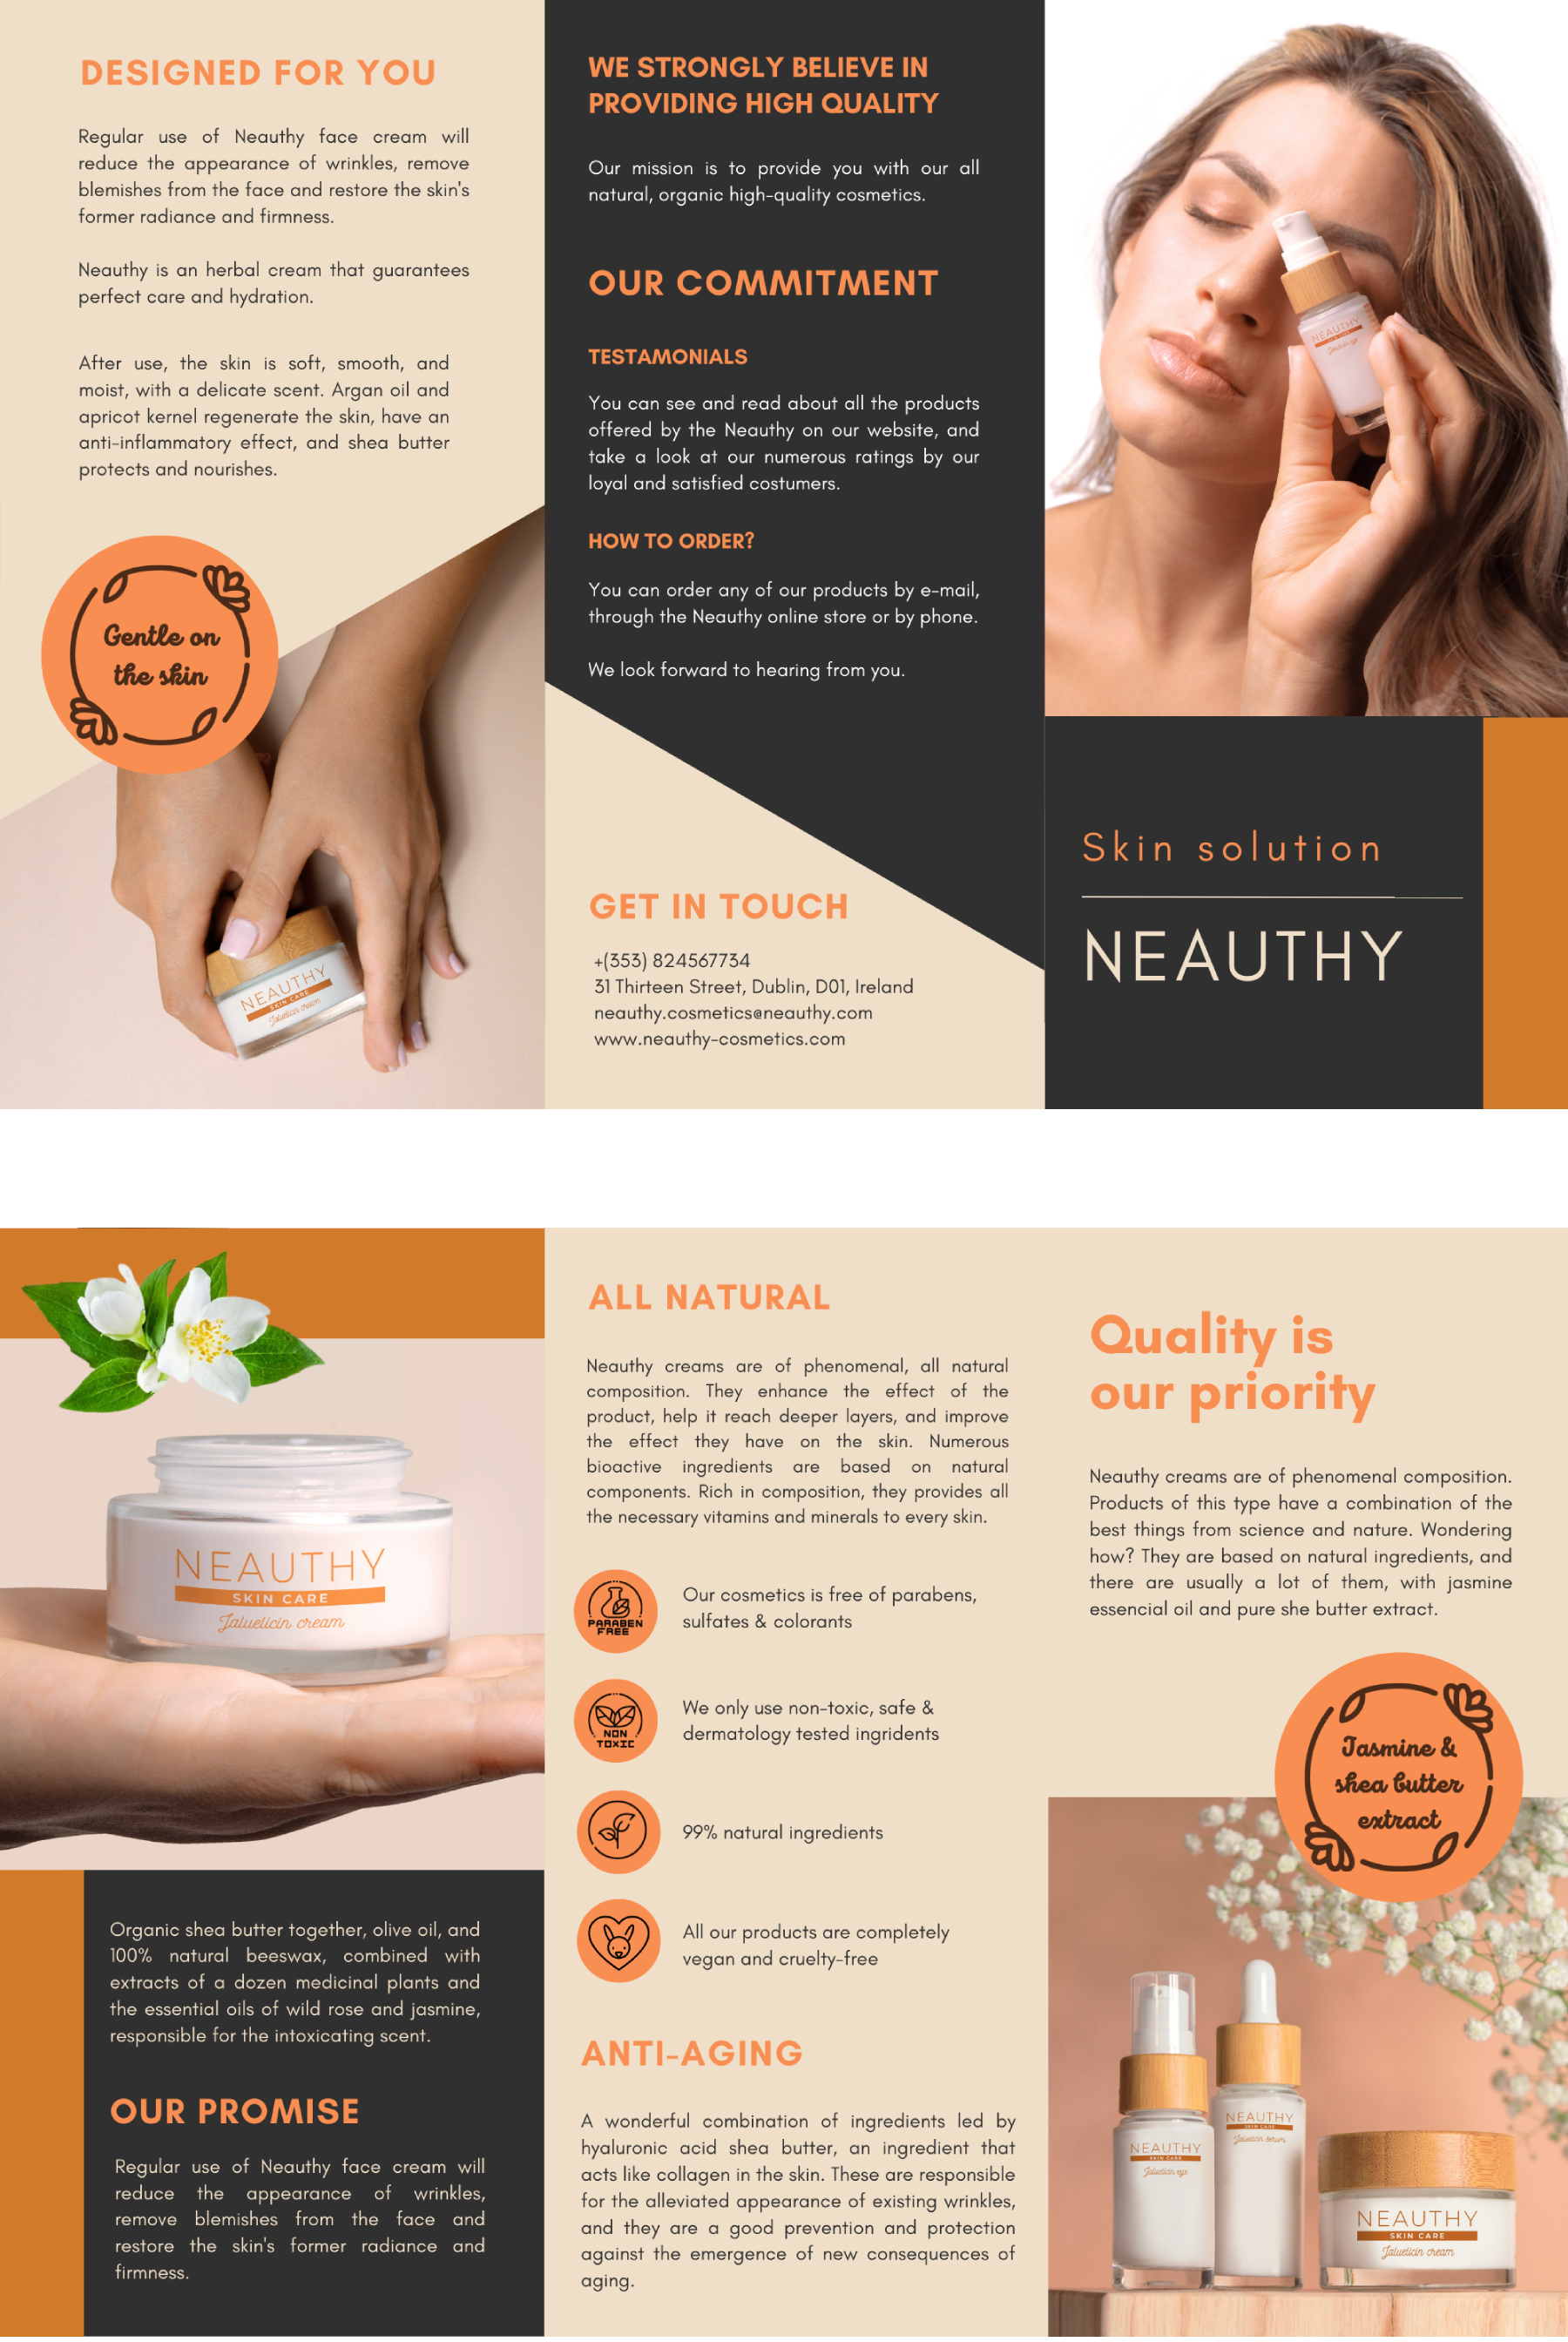 DESIGNED FOR YOU
Regular use of Neauthy face cream will
reduce the appearance of wrinkles, remove
blemishes from the face and restore the skin's
former radiance and firmness.
Neauthy is an herbal cream that guarantees
perfect care and hydration.
After use, the skin is soft, smooth, and
moist, with a delicate scent. Argan oil and
apricot kernel regenerate the skin, have an
anti-inflammatory effect, and shea butter
protects and nourishes.
Gentle on
the skin
NEAUTHY
SKIN CARE
Jaluelicin cream
WE STRONGLY BELIEVE IN
PROVIDING HIGH QUALITY
Our mission is to provide you with our all
natural, organic high-quality cosmetics.
OUR COMMITMENT
TESTAMONIALS
You can see and read about all the products
offered by the Neauthy on our website, and
take a look at our numerous ratings by our
loyal and satisfied costumers.
HOW TO ORDER?
You can order any of our products by e-mail,
through the Neauthy online store or by phone.
We look forward to hearing from you.
GET IN TOUCH
+(353) 824567734
31 Thirteen Street, Dublin, D01, Ireland
neauthy.cosmetics@neauthy.com
www.neauthy-cosmetics.com
NEAUTHY
SKIN CARE
Jaluelicin eye
Skin solution
NEAUTHY
NEAUTHY
SKIN CARE
Jaluelicin cream
Organic shea butter together, olive oil, and
100% natural beeswax, combined with
extracts of a dozen medicinal plants and
the essential oils of wild rose and jasmine,
responsible for the intoxicating scent.
OUR PROMISE
Regular use of Neauthy face cream will
reduce the appearance of wrinkles,
remove blemishes from the face and
restore the skin's former radiance and
firmness.
ALL NATURAL
Neauthy creams are of phenomenal, all natural
composition. They enhance the effect of the
product, help it reach deeper layers, and improve
the effect they have on the skin. Numerous
bioactive ingredients are based on natural
components. Rich in composition, they provides all
the necessary vitamins and minerals to every skin.
PARABEN
FREE
Our cosmetics is free of parabens,
sulfates & colorants
NON
TOXIC
We only use non-toxic, safe &
dermatology tested ingridents
99% natural ingredients
All our products are completely
vegan and cruelty-free
ANTI-AGING
A wonderful combination of ingredients led by
hyaluronic acid shea butter, an ingredient that
acts like collagen in the skin. These are responsible
for the alleviated appearance of existing wrinkles,
and they are a good prevention and protection
against the emergence of new consequences of
aging.
Quality is
our priority
Neauthy creams are of phenomenal composition.
Products of this type have a combination of the
best things from science and nature. Wondering
how? They are based on natural ingredients, and
there are usually a lot of them, with jasmine
essencial oil and pure she butter extract.
Jasmine &
shea butter
extract
NEAUTHY
SKIN CARE
Jaluelicin eye
NEAUTHY
SKIN CARE
Jaluelicin serum
NEAUTHY
SKIN CARE
Jaluelicin cream